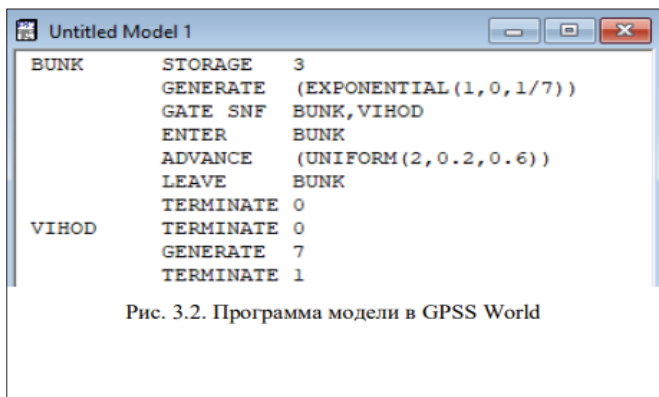 Untitled Model 1
BUNK STORAGE 3
GENERATE (EXPONENTIAL(1,0,1/7))
GATE SNF BUNK,VIHOD
ENTER BUNK
ADVANCE (UNIFORM(2,0.2,0.6))
LEAVE BUNK
TERMINATE 0
VIHOD TERMINATE 0
GENERATE 7
TERMINATE 1
Рис. 3.2. Программа модели в GPSS World